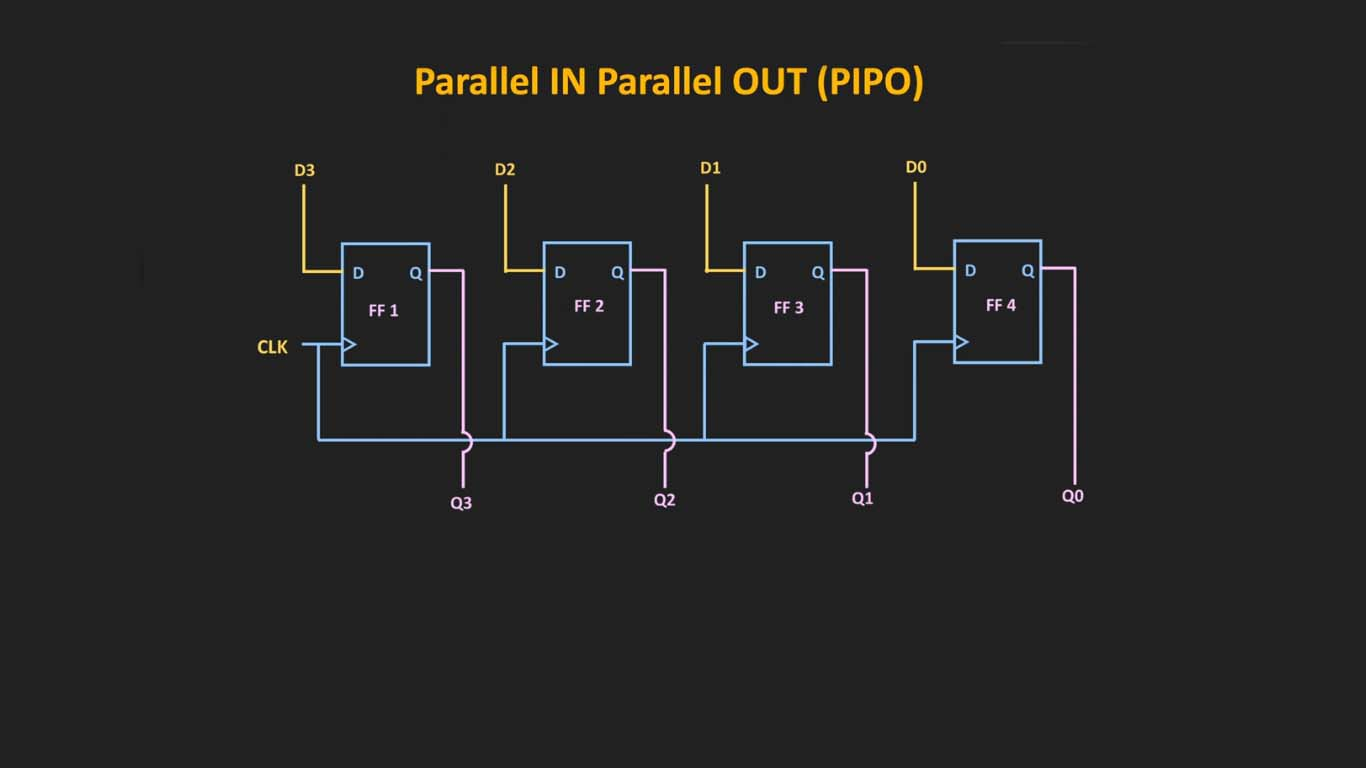 Parallel IN Parallel OUT (PIPO)
D3 D2 D1 D0
D Q D Q D Q D Q
FF 1 FF 2 FF 3 FF 4
CLK
Q3 Q2 Q1 Q0